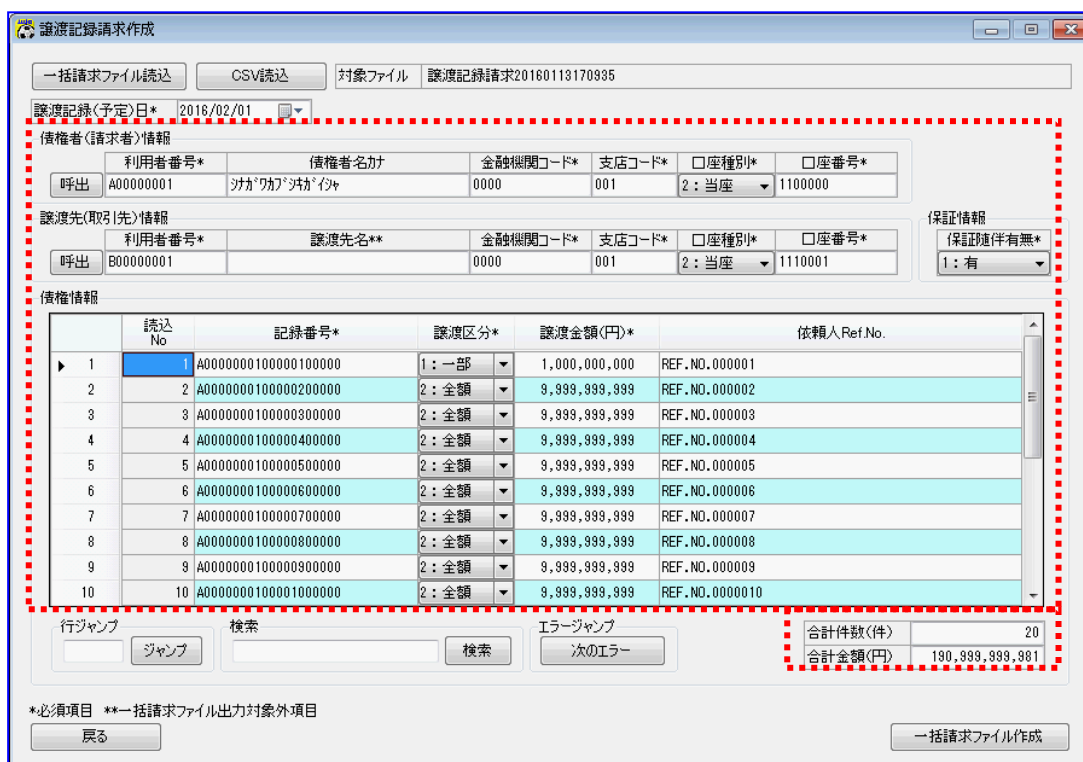 譲渡記録請求作成
一括請求ファイル読込 CSV読込 対象ファイル 譲渡記録請求20160113170935
譲渡記録(予定)日* 2016/02/01
債権者(請求者)情報
利用者番号* 債権者名カナ 金融機関コード* 支店コード* 口座種別* 口座番号*
呼出 A00000001 ｼﾅｶﾞﾜｶﾌﾞｼｷｶﾞｲｼｬ 0000 001 2：当座 1100000
譲渡先(取引先)情報 保証情報
利用者番号* 譲渡先名** 金融機関コード* 支店コード* 口座種別* 口座番号* 保証随伴有無*
呼出 B00000001 0000 001 2：当座 1110001 1：有
債権情報
読込No 記録番号* 譲渡区分* 譲渡金額(円)* 依頼人Ref.No.
1 1 A0000000100000100000 1：一部 1,000,000,000 REF.NO.000001
2 2 A0000000100000200000 2：全額 9,999,999,999 REF.NO.000002
3 3 A0000000100000300000 2：全額 9,999,999,999 REF.NO.000003
4 4 A0000000100000400000 2：全額 9,999,999,999 REF.NO.000004
5 5 A0000000100000500000 2：全額 9,999,999,999 REF.NO.000005
6 6 A0000000100000600000 2：全額 9,999,999,999 REF.NO.000006
7 7 A0000000100000700000 2：全額 9,999,999,999 REF.NO.000007
8 8 A0000000100000800000 2：全額 9,999,999,999 REF.NO.000008
9 9 A0000000100000900000 2：全額 9,999,999,999 REF.NO.000009
10 10 A0000000100001000000 2：全額 9,999,999,999 REF.NO.0000010
行ジャンプ 検索 エラージャンプ
ジャンプ 検索 次のエラー
合計件数(件) 20
合計金額(円) 190,999,999,981
*必須項目 **一括請求ファイル出力対象外項目
戻る 一括請求ファイル作成